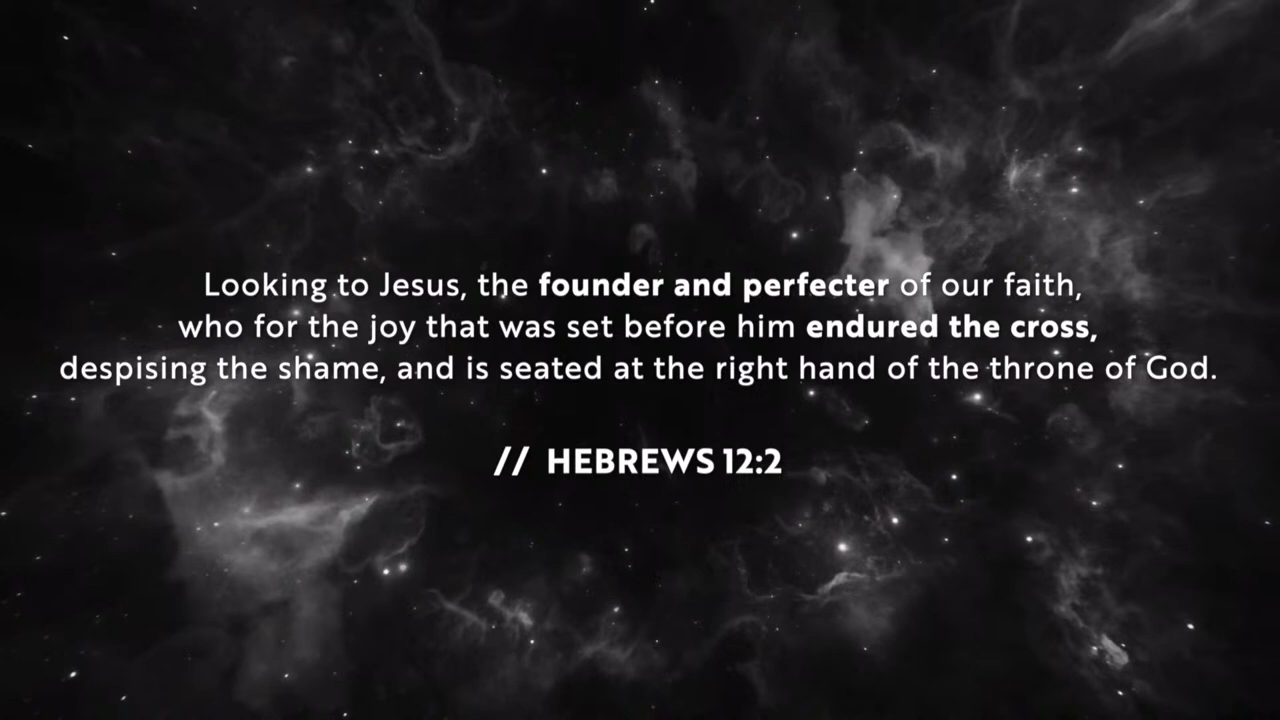 Looking to Jesus, the founder and perfecter of our faith,
who for the joy that was set before him endured the cross,
despising the shame, and is seated at the right hand of the throne of God.
// HEBREWS 12:2